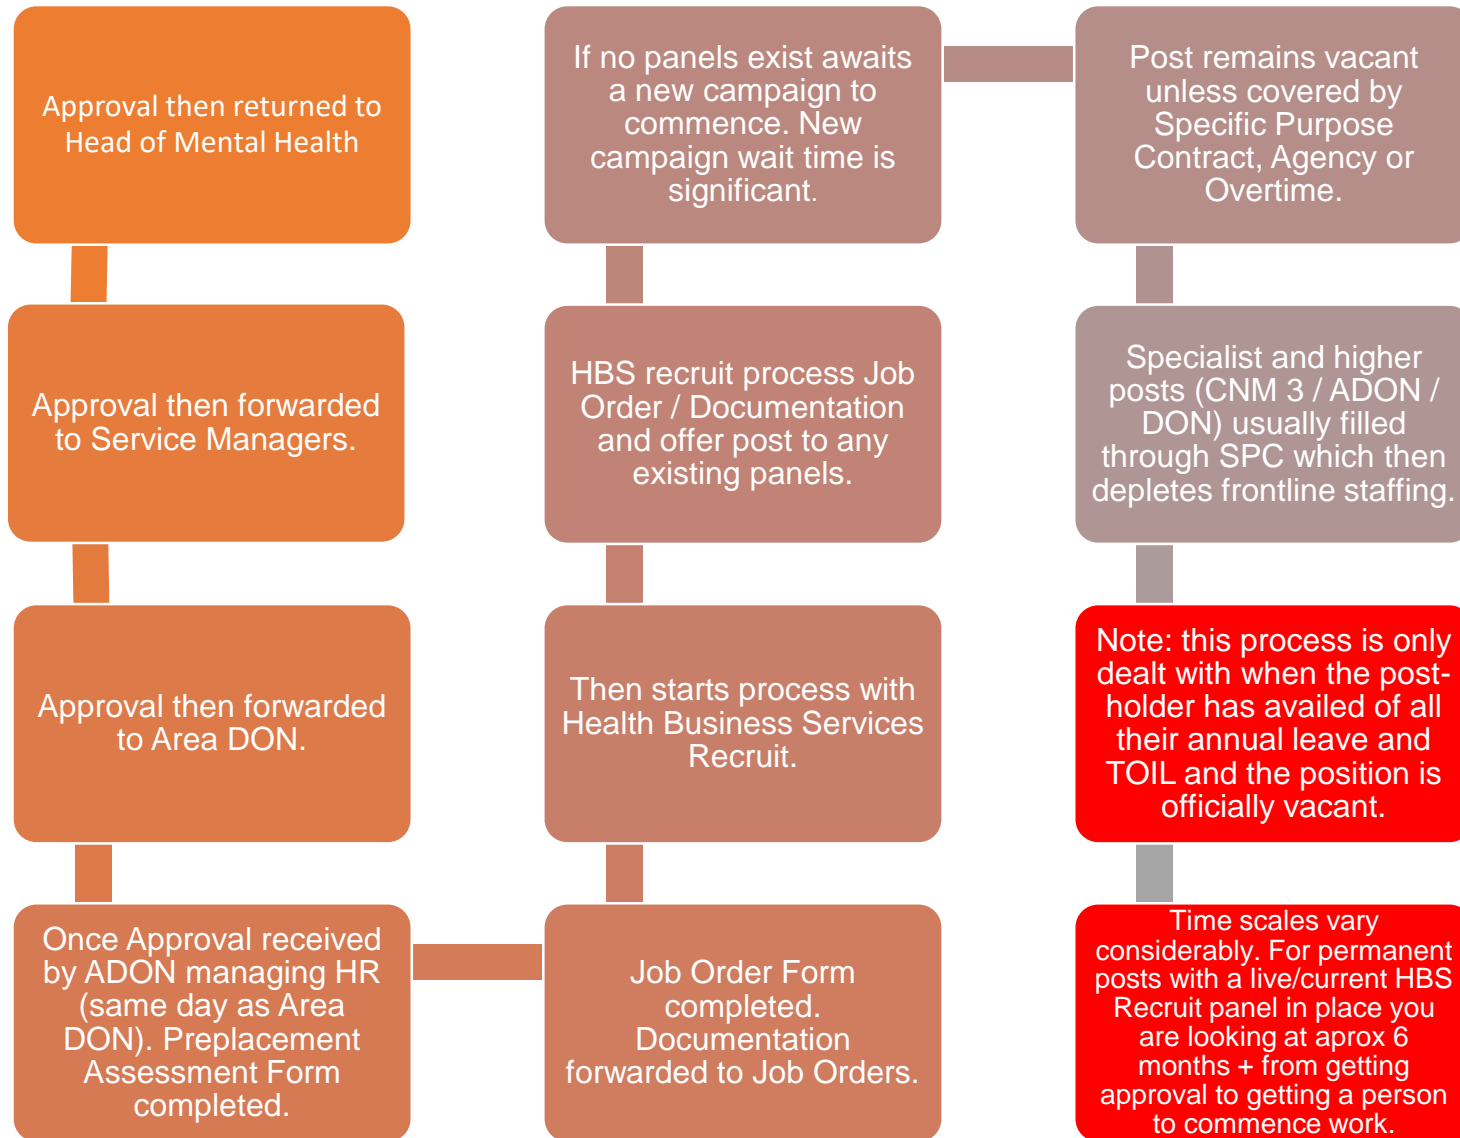 Approval then returned to
Head of Mental Health
Approval then forwarded
to Service Managers.
Approval then forwarded
to Area DON.
Once Approval received
by ADON managing HR
(same day as Area
DON). Preplacement
Assessment Form
completed.
Job Order Form
completed.
Documentation
forwarded to Job Orders.
Then starts process with
Health Business Services
Recruit.
HBS recruit process Job
Order / Documentation
and offer post to any
existing panels.
If no panels exist awaits
a new campaign to
commence. New
campaign wait time is
significant.
Post remains vacant
unless covered by
Specific Purpose
Contract, Agency or
Overtime.
Specialist and higher
posts (CNM 3 / ADON /
DON) usually filled
through SPC which then
depletes frontline staffing.
Note: this process is only
dealt with when the post-
holder has availed of all
their annual leave and
TOIL and the position is
officially vacant.
Time scales vary
considerably. For permanent
posts with a live/current HBS
Recruit panel in place you
are looking at aprox 6
months + from getting
approval to getting a person
to commence work.